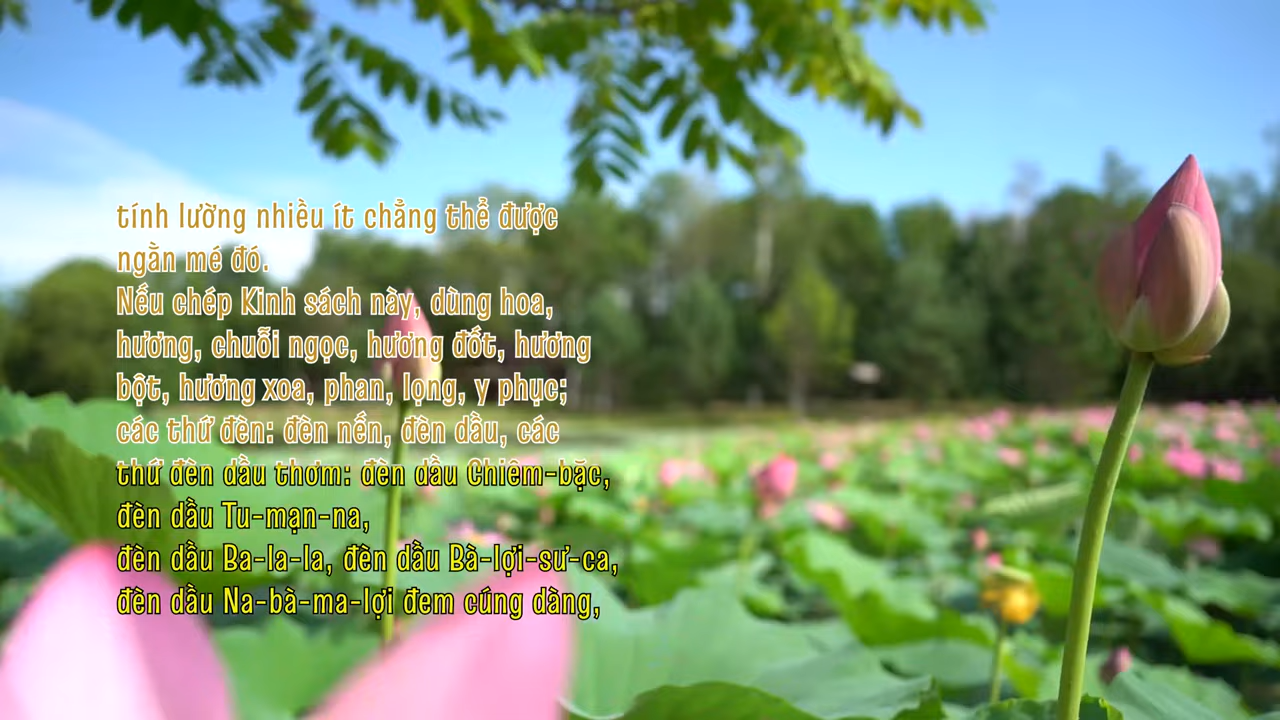 tính lường nhiều ít chẳng thể được
ngằn mé đó.
Nếu chép Kinh sách này, dùng hoa,
hương, chuỗi ngọc, hương đốt, hương
bột, hương xoa, phan, lọng, y phục;
các thứ đèn: đèn nến, đèn dầu, các
thứ đèn dầu thơm: đèn dầu Chiêm-bặc,
đèn dầu Tu-mạn-na,
đèn dầu Ba-la-la, đèn dầu Bà-lợi-sư-ca,
đèn dầu Na-bà-ma-lợi đem cúng dàng,